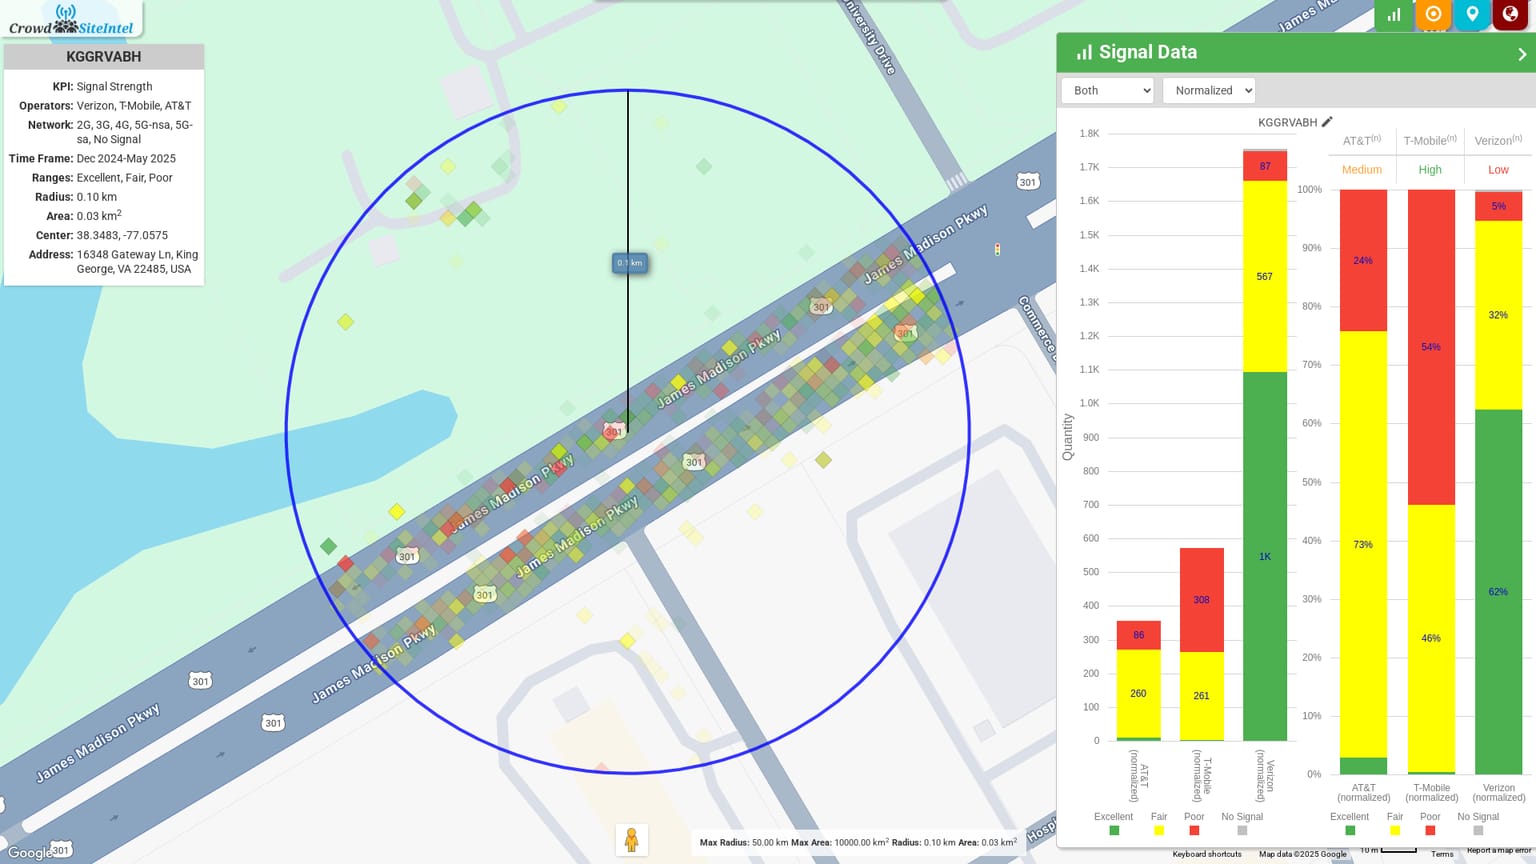 CrowdSiteIntel
KGGRVABH
KPI: Signal Strength
Operators: Verizon, T-Mobile, AT&T
Network: 2G, 3G, 4G, 5G-nsa, 5G-
sa, No Signal
Time Frame: Dec 2024-May 2025
Ranges: Excellent, Fair, Poor
Radius: 0.10 km
Area: 0.03 km²
Center: 38.3483, -77.0575
Address: 16348 Gateway Ln, King
George, VA 22485, USA
University Drive
James Ma
301
James Madison Pkwy
301
301
0.1 km
Commerce
James Madison Pkwy
301
James Madison Pkwy
301
301
James Madison Pkwy
301
301
James Madison Pkwy
301
James Madison Pkwy
301
Google
Hospi
Max Radius: 50.00 km Max Area: 10000.00 km² Radius: 0.10 km Area: 0.03 km²
Signal Data
Both
Normalized
KGGRVABH
Quantity
1.8K
1.7K
1.6K
1.5K
1.4K
1.3K
1.2K
1.1K
1.0K
900
800
700
600
500
400
300
200
100
0
86
260
308
261
87
567
1K
AT&T
(normalized)
T-Mobile
(normalized)
Verizon
(normalized)
Excellent Fair Poor No Signal
AT&T(n) T-Mobile(n) Verizon(n)
Medium High Low
100%
90%
80%
70%
60%
50%
40%
30%
20%
10%
0%
24%
73%
54%
46%
5%
32%
62%
AT&T
(normalized)
T-Mobile
(normalized)
Verizon
(normalized)
Excellent Fair Poor No Signal
Keyboard shortcuts Map data ©2025 Google 10 m Terms Report a map error